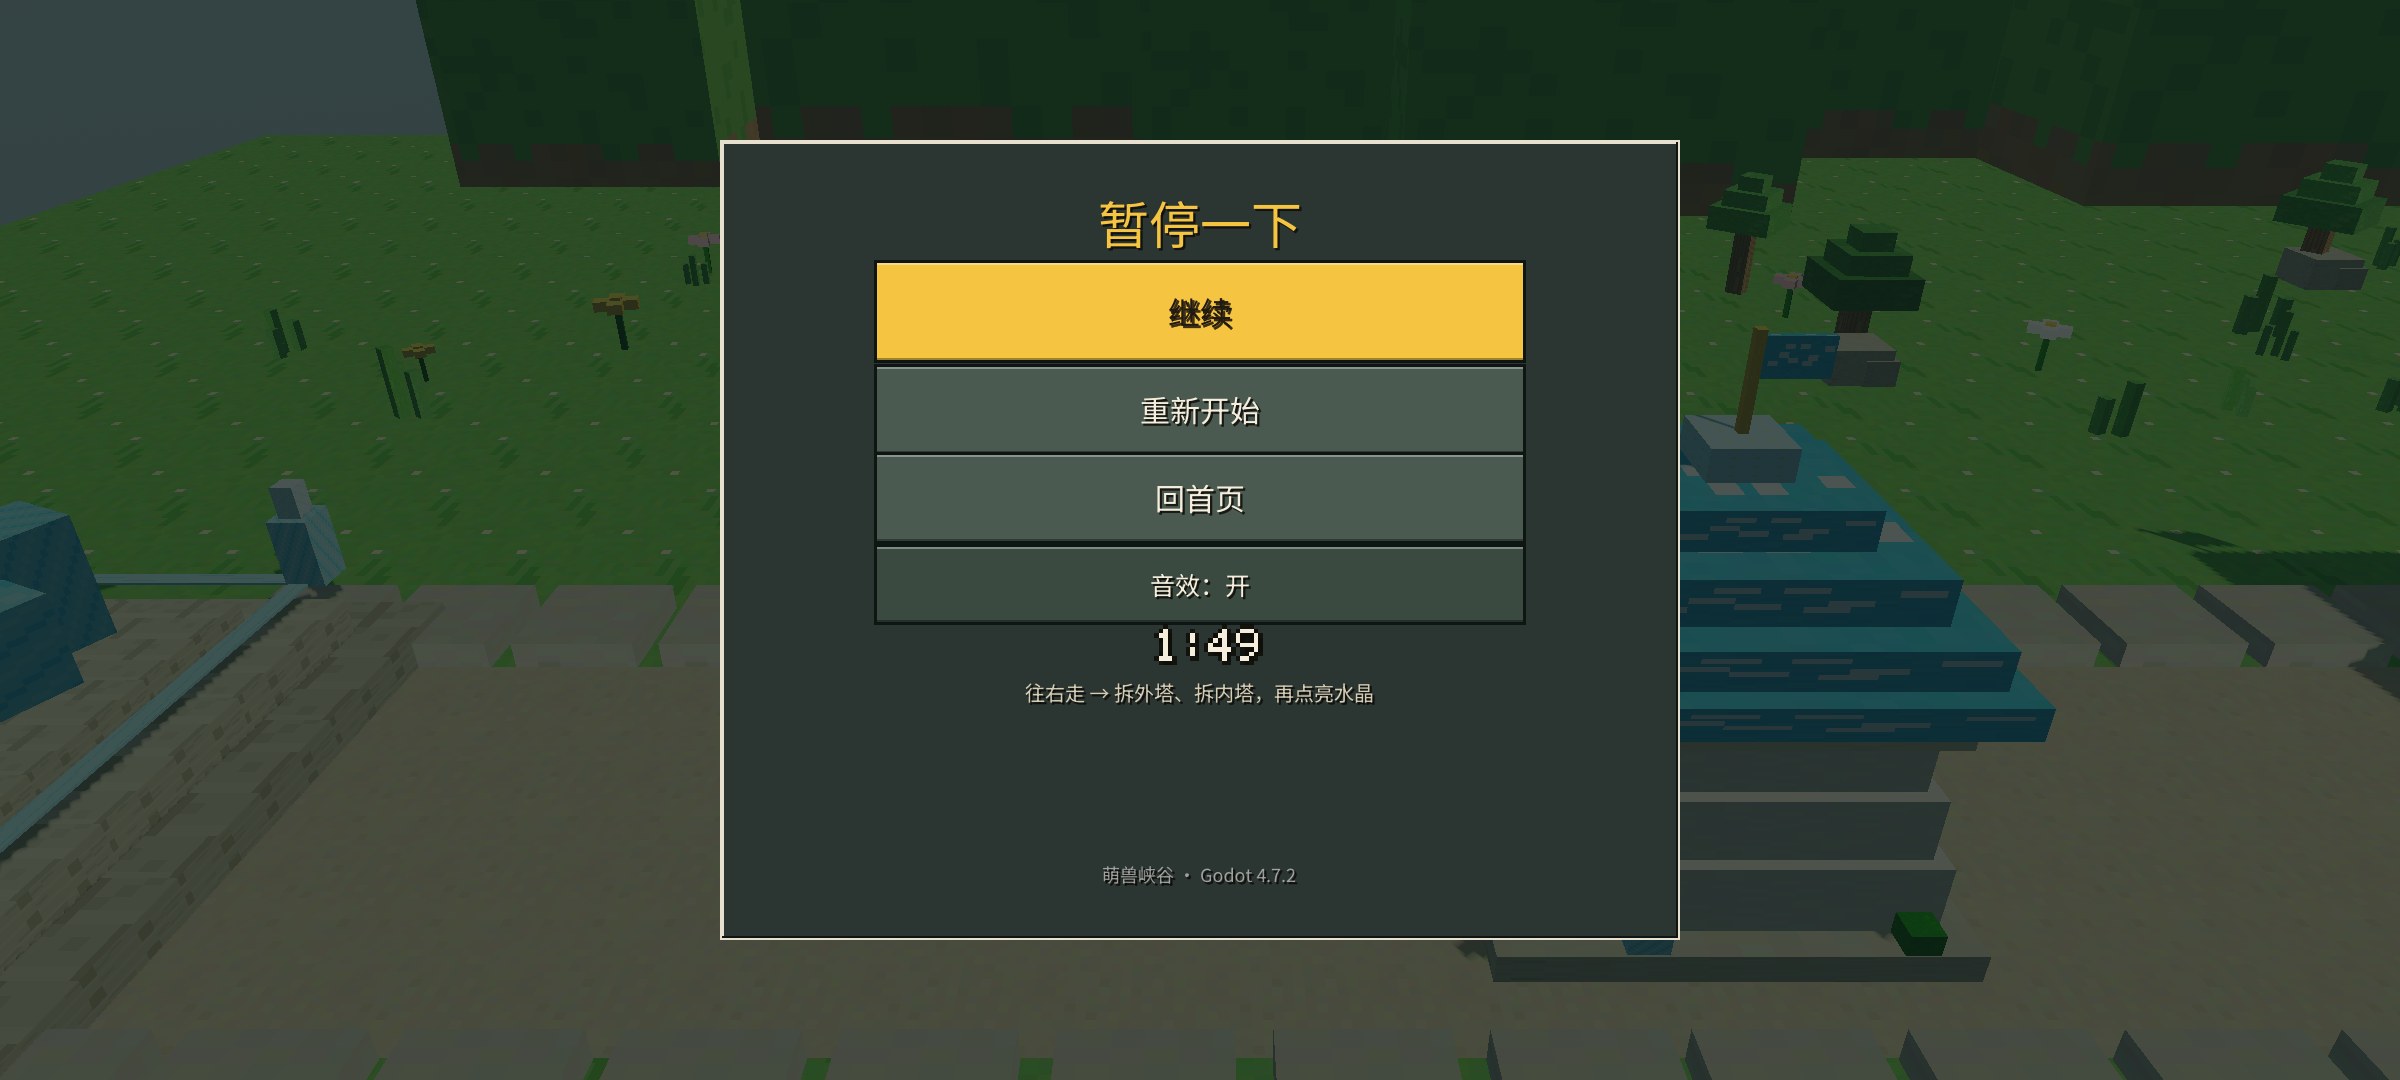 暂停一下
继续
重新开始
回首页
音效：开
1:49
往右走 → 拆外塔、拆内塔，再点亮水晶
萌兽峡谷 · Godot 4.7.2